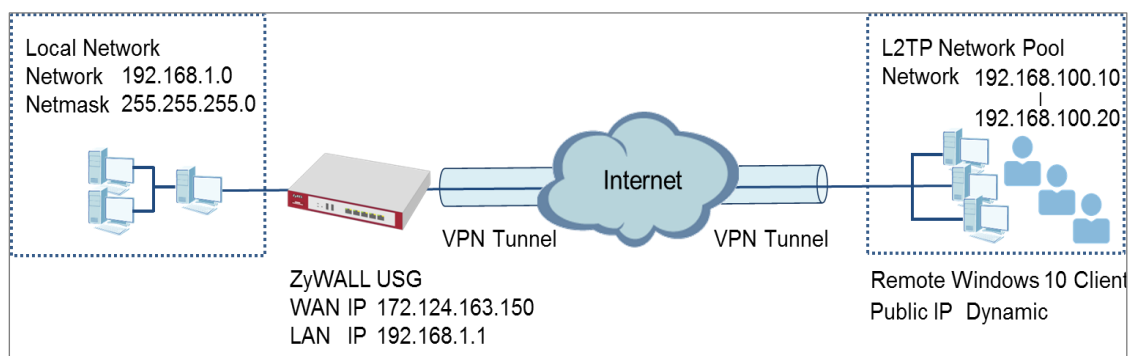 Local Network
Network 192.168.1.0
Netmask 255.255.255.0
L2TP Network Pool
Network 192.168.100.10
|
192.168.100.20
Internet
VPN Tunnel
VPN Tunnel
ZyWALL USG
WAN IP 172.124.163.150
LAN IP 192.168.1.1
Remote Windows 10 Client
Public IP Dynamic